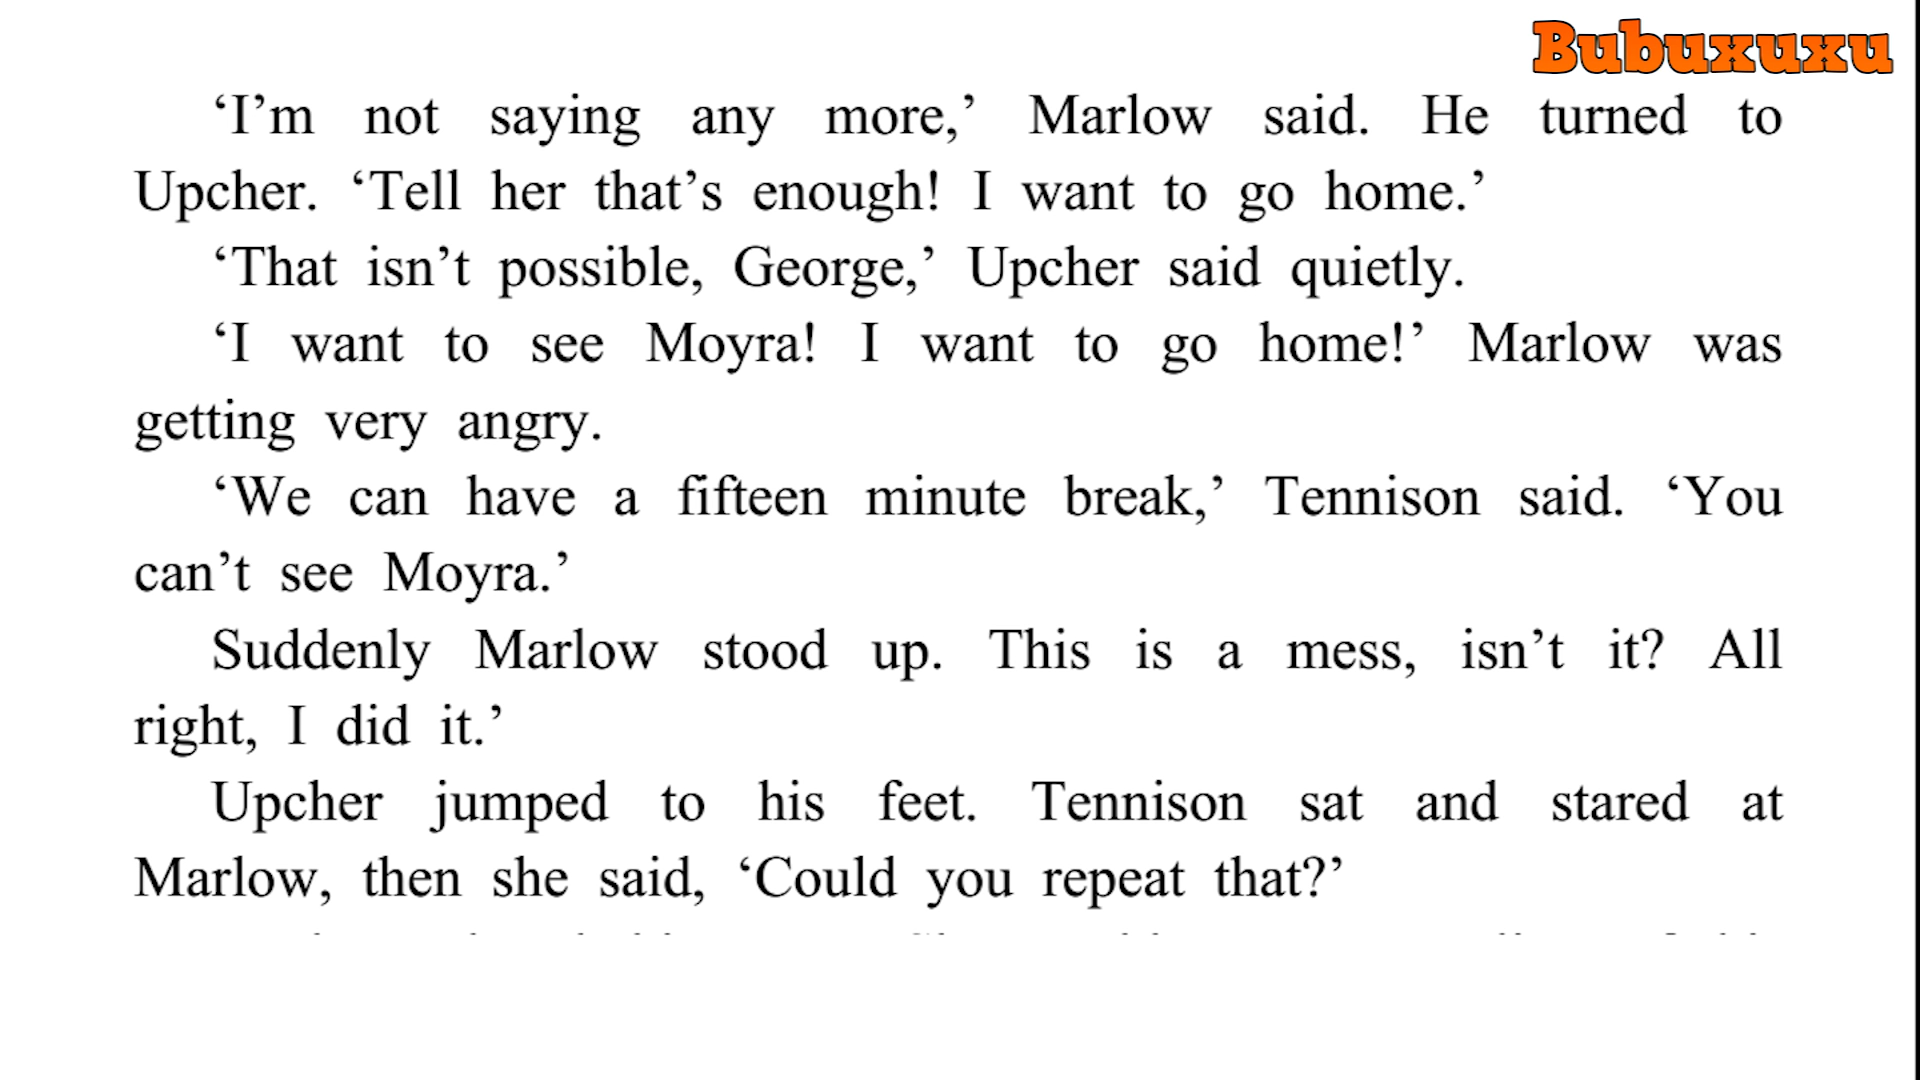 Bubuxuxu
‘I’m not saying any more,’ Marlow said. He turned to
Upcher. ‘Tell her that’s enough! I want to go home.’
‘That isn’t possible, George,’ Upcher said quietly.
‘I want to see Moyra! I want to go home!’ Marlow was
getting very angry.
‘We can have a fifteen minute break,’ Tennison said. ‘You
can’t see Moyra.’
Suddenly Marlow stood up. This is a mess, isn’t it? All
right, I did it.’
Upcher jumped to his feet. Tennison sat and stared at
Marlow, then she said, ‘Could you repeat that?’